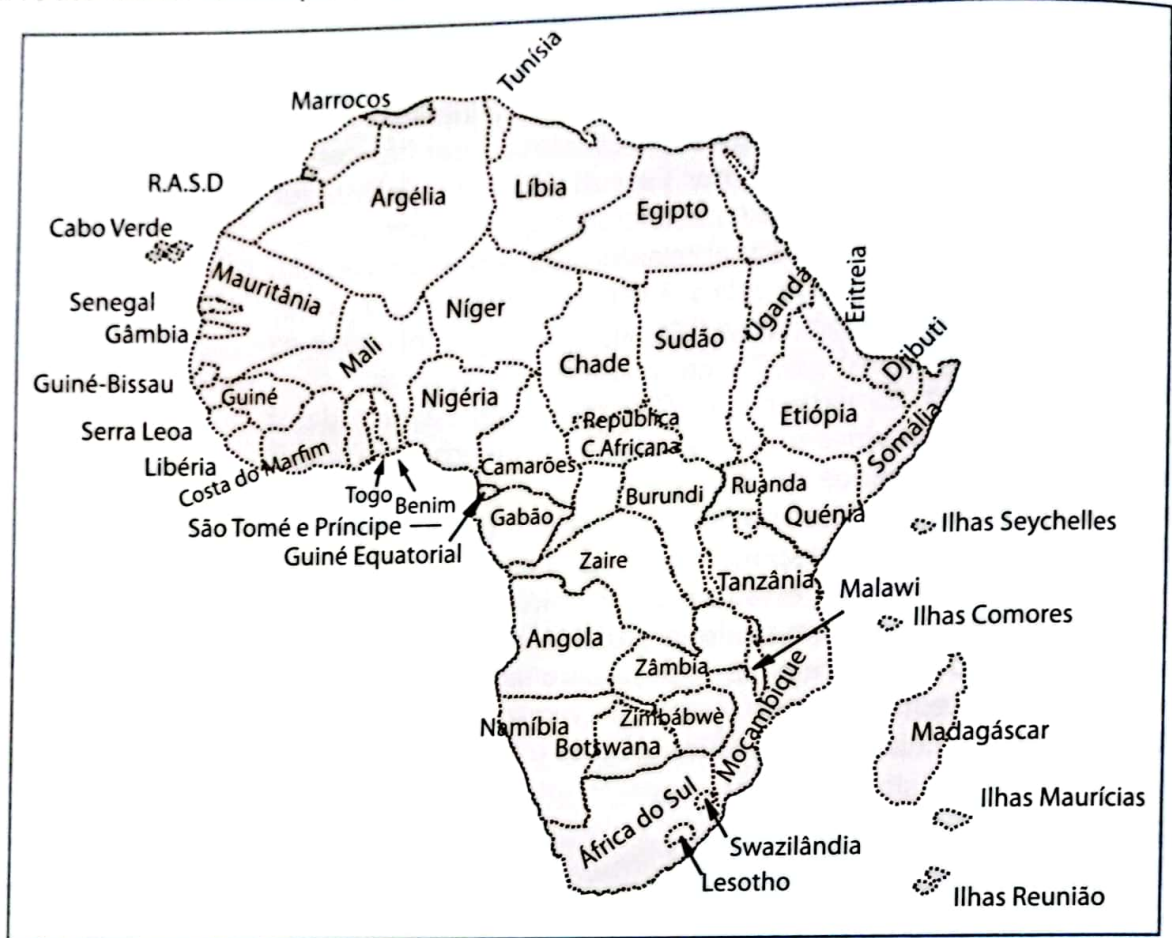 Tunísia
Marrocos
R.A.S.D
Argélia
Líbia
Egipto
Cabo Verde
Mauritânia
Senegal
Gâmbia
Mali
Níger
Chade
Sudão
Uganda
Eritreia
Djibuti
Guiné-Bissau
Guiné
Nigéria
Etiópia
Somália
Serra Leoa
Libéria
Costa do Marfim
República
C.Africana
Camarões
Togo
Benim
Burundi
Ruanda
Quénia
São Tomé e Príncipe
Guiné Equatorial
Gabão
Ilhas Seychelles
Zaire
Tanzânia
Malawi
Ilhas Comores
Angola
Zâmbia
Moçambique
Namíbia
Zimbábwè
Botswana
Madagáscar
África do Sul
Ilhas Maurícias
Swazilândia
Lesotho
Ilhas Reunião